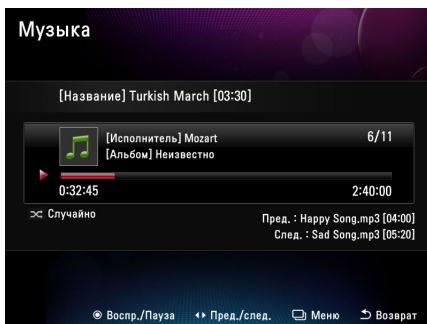 Музыка
[Название] Turkish March [03:30]
[Исполнитель] Mozart 6/11
[Альбом] Неизвестно
0:32:45 2:40:00
Случайно
Пред. : Happy Song.mp3 [04:00]
След. : Sad Song.mp3 [05:20]
Воспр./Пауза Пред./след. Меню Возврат